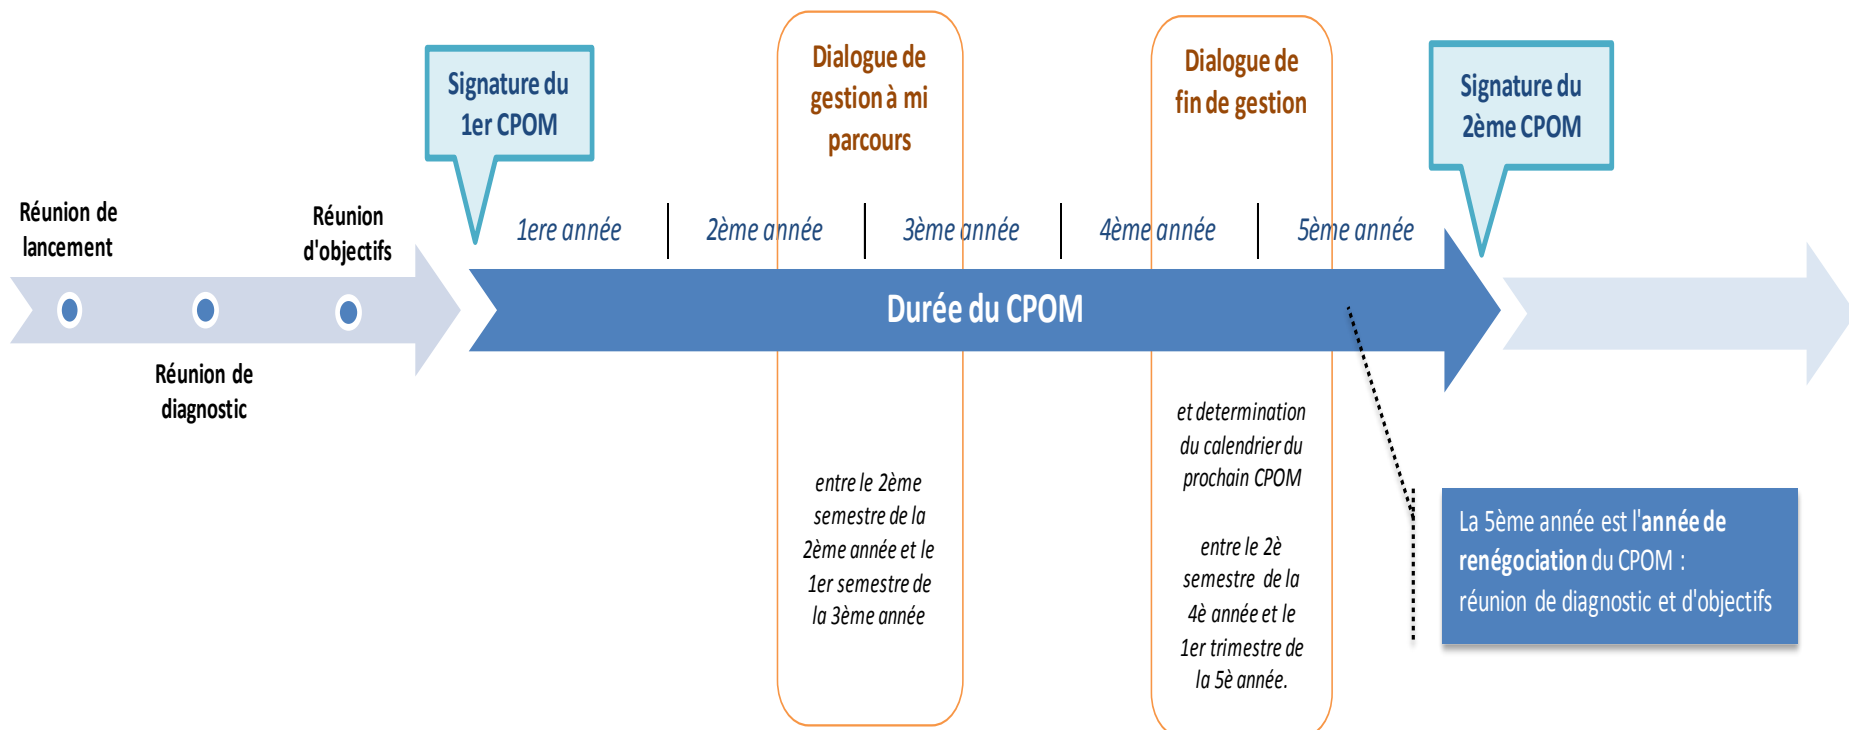 Dialogue de
gestion à mi
parcours
Dialogue de
fin de gestion
Signature du
1er CPOM
Signature du
2ème CPOM
Réunion de
lancement
Réunion
d'objectifs
1ere année
2ème année
3ème année
4ème année
5ème année
Durée du CPOM
Réunion de
diagnostic
entre le 2ème
semestre de la
2ème année et le
1er semestre de
la 3ème année
et determination
du calendrier du
prochain CPOM
entre le 2è
semestre de la
4è année et le
1er trimestre de
la 5è année.
La 5ème année est l'année de
renégociation du CPOM :
réunion de diagnostic et d'objectifs